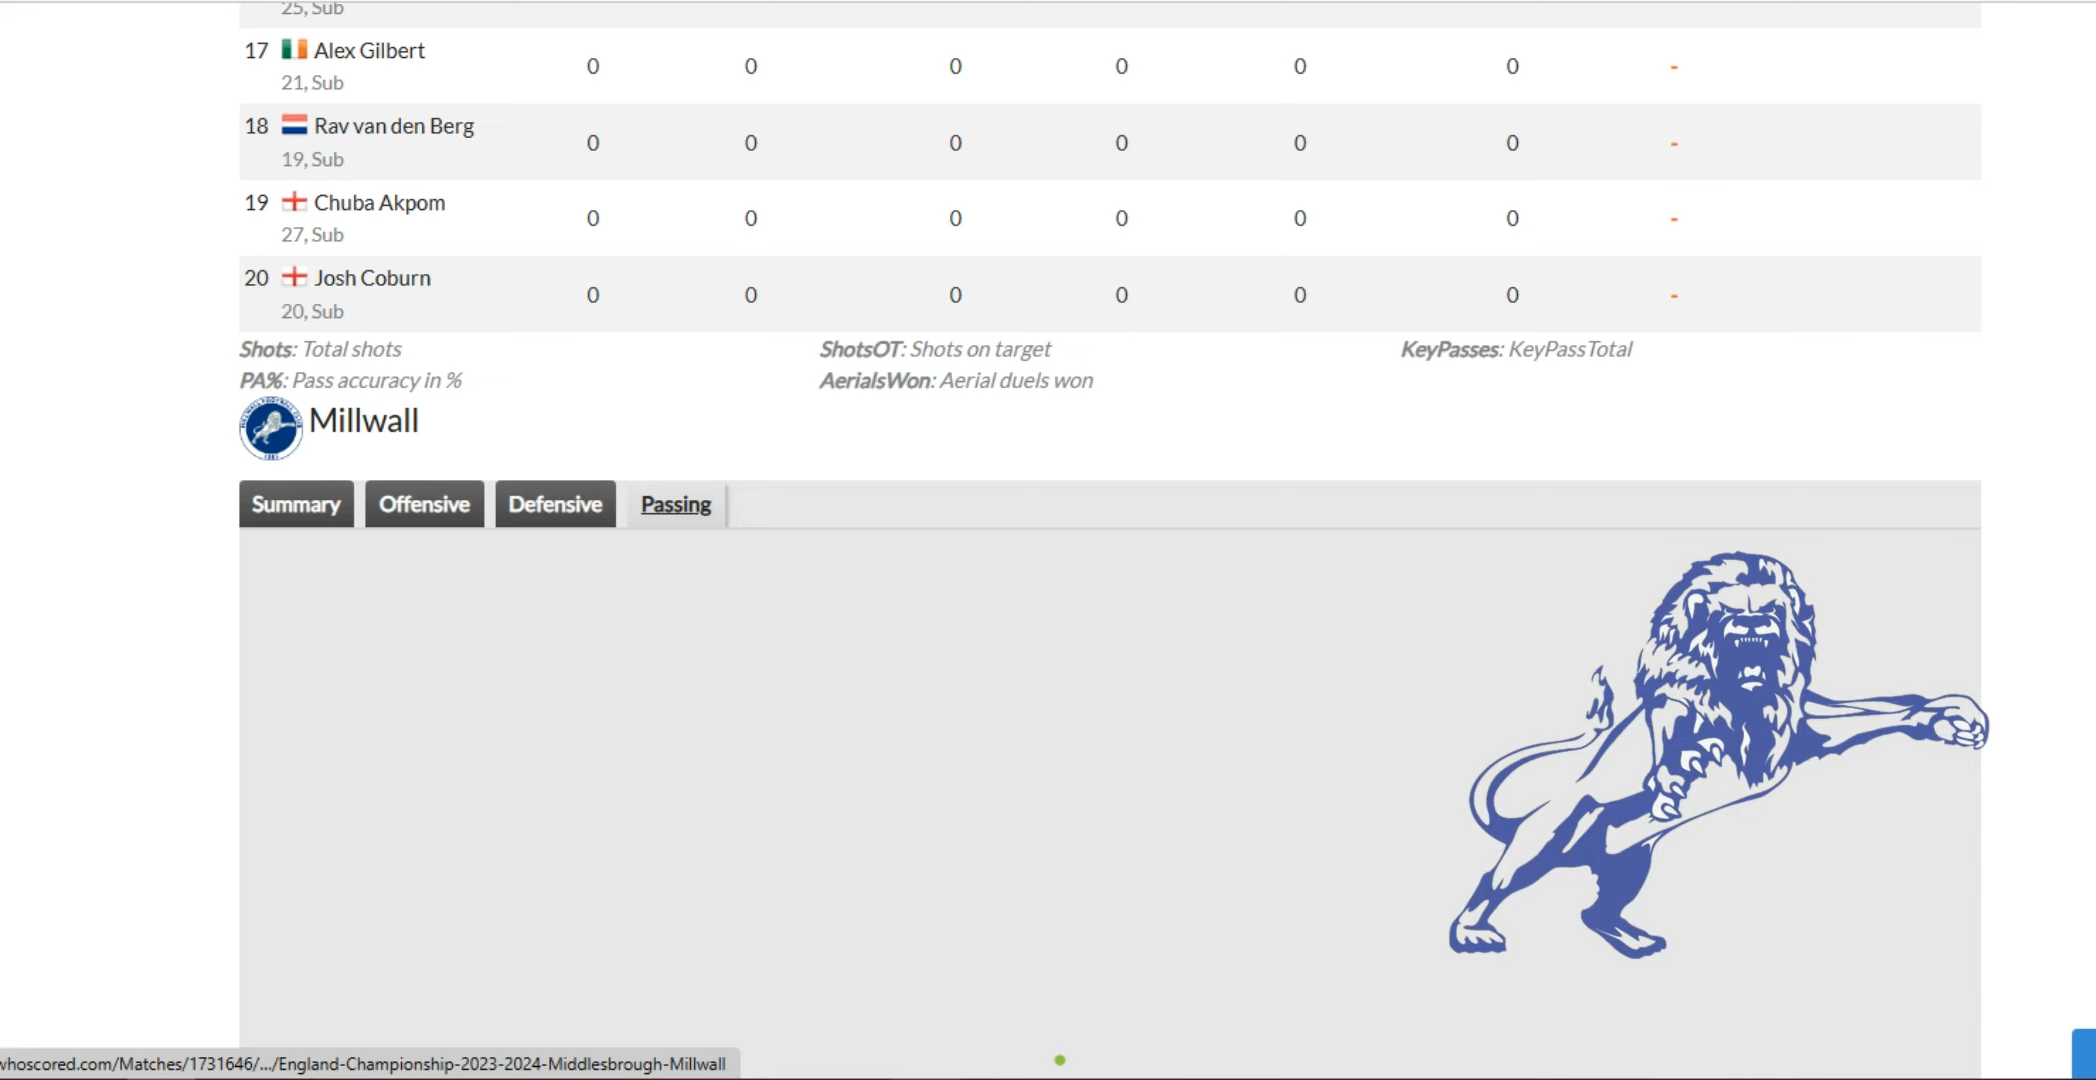 25, Sub
17 Alex Gilbert 0 0 0 0 0 0 -
21, Sub
18 Rav van den Berg 0 0 0 0 0 0 -
19, Sub
19 Chuba Akpom 0 0 0 0 0 0 -
27, Sub
20 Josh Coburn 0 0 0 0 0 0 -
20, Sub
Shots: Total shots ShotsOT: Shots on target KeyPasses: KeyPassTotal
PA%: Pass accuracy in % AerialsWon: Aerial duels won
Millwall
Summary Offensive Defensive Passing
whoscored.com/Matches/1731646/.../England-Championship-2023-2024-Middlesbrough-Millwall